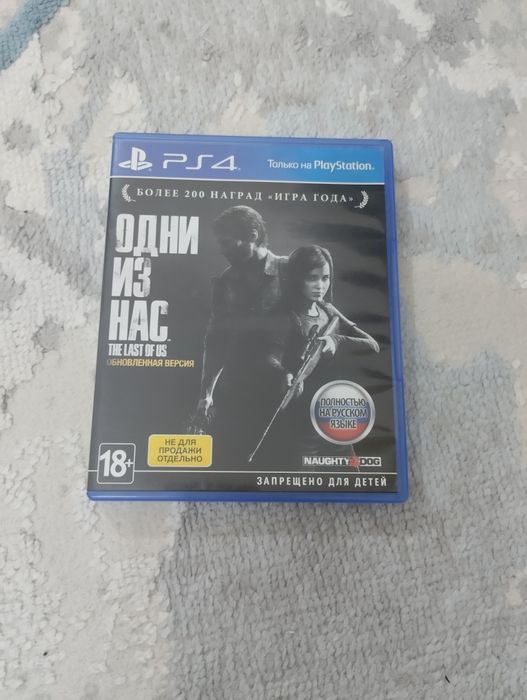 PS4
Только на PlayStation
БОЛЕЕ 200 НАГРАД «ИГРА ГОДА»
ОДНИ
ИЗ
НАС
THE LAST OF US
ОБНОВЛЕННАЯ ВЕРСИЯ
ПОЛНОСТЬЮ
НА РУССКОМ
ЯЗЫКЕ
НЕ ДЛЯ
ПРОДАЖИ
ОТДЕЛЬНО
18+
NAUGHTY DOG
ЗАПРЕЩЕНО ДЛЯ ДЕТЕЙ